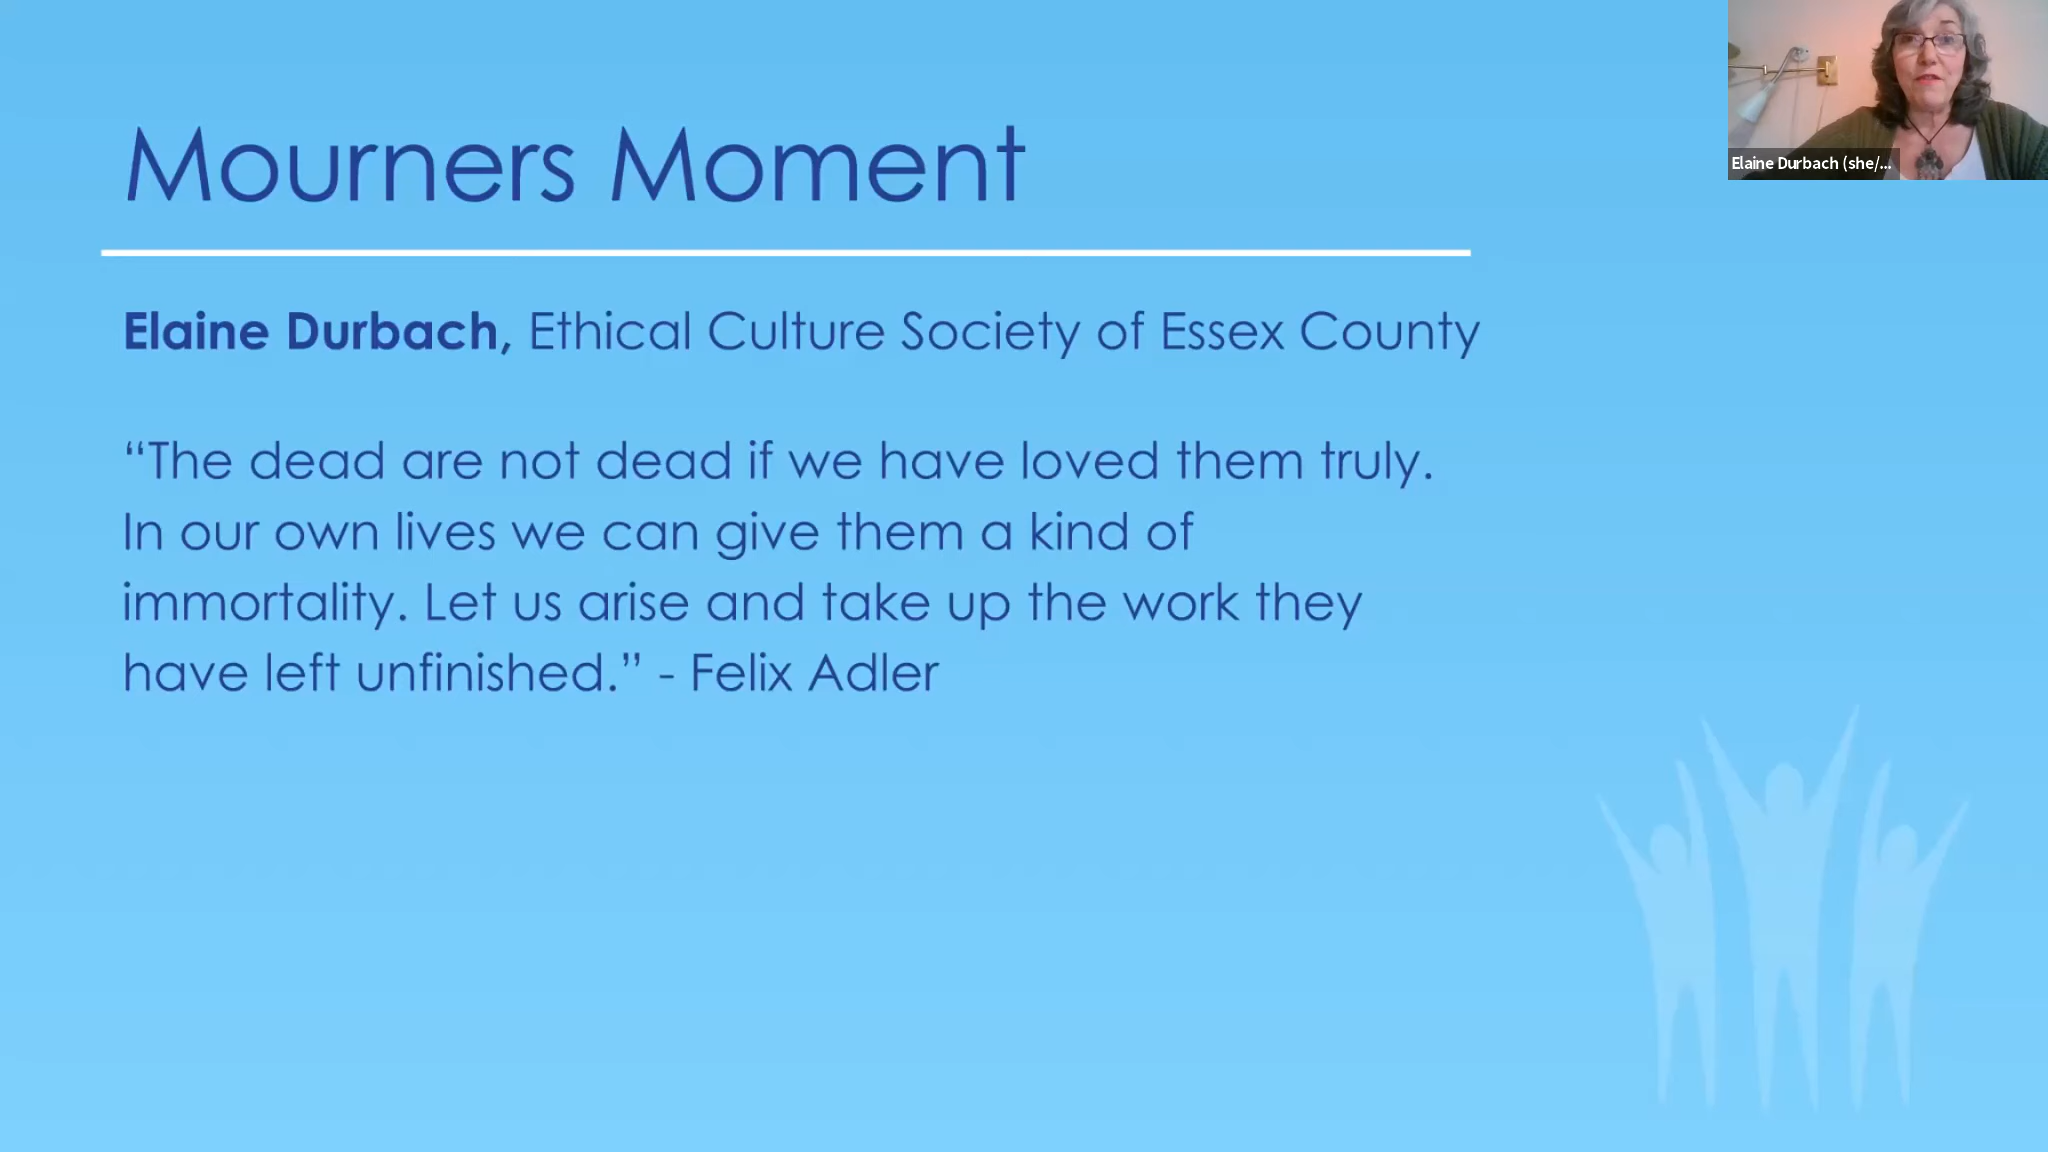 Mourners Moment
Elaine Durbach (she/...
Elaine Durbach, Ethical Culture Society of Essex County
“The dead are not dead if we have loved them truly.
In our own lives we can give them a kind of
immortality. Let us arise and take up the work they
have left unfinished.” - Felix Adler